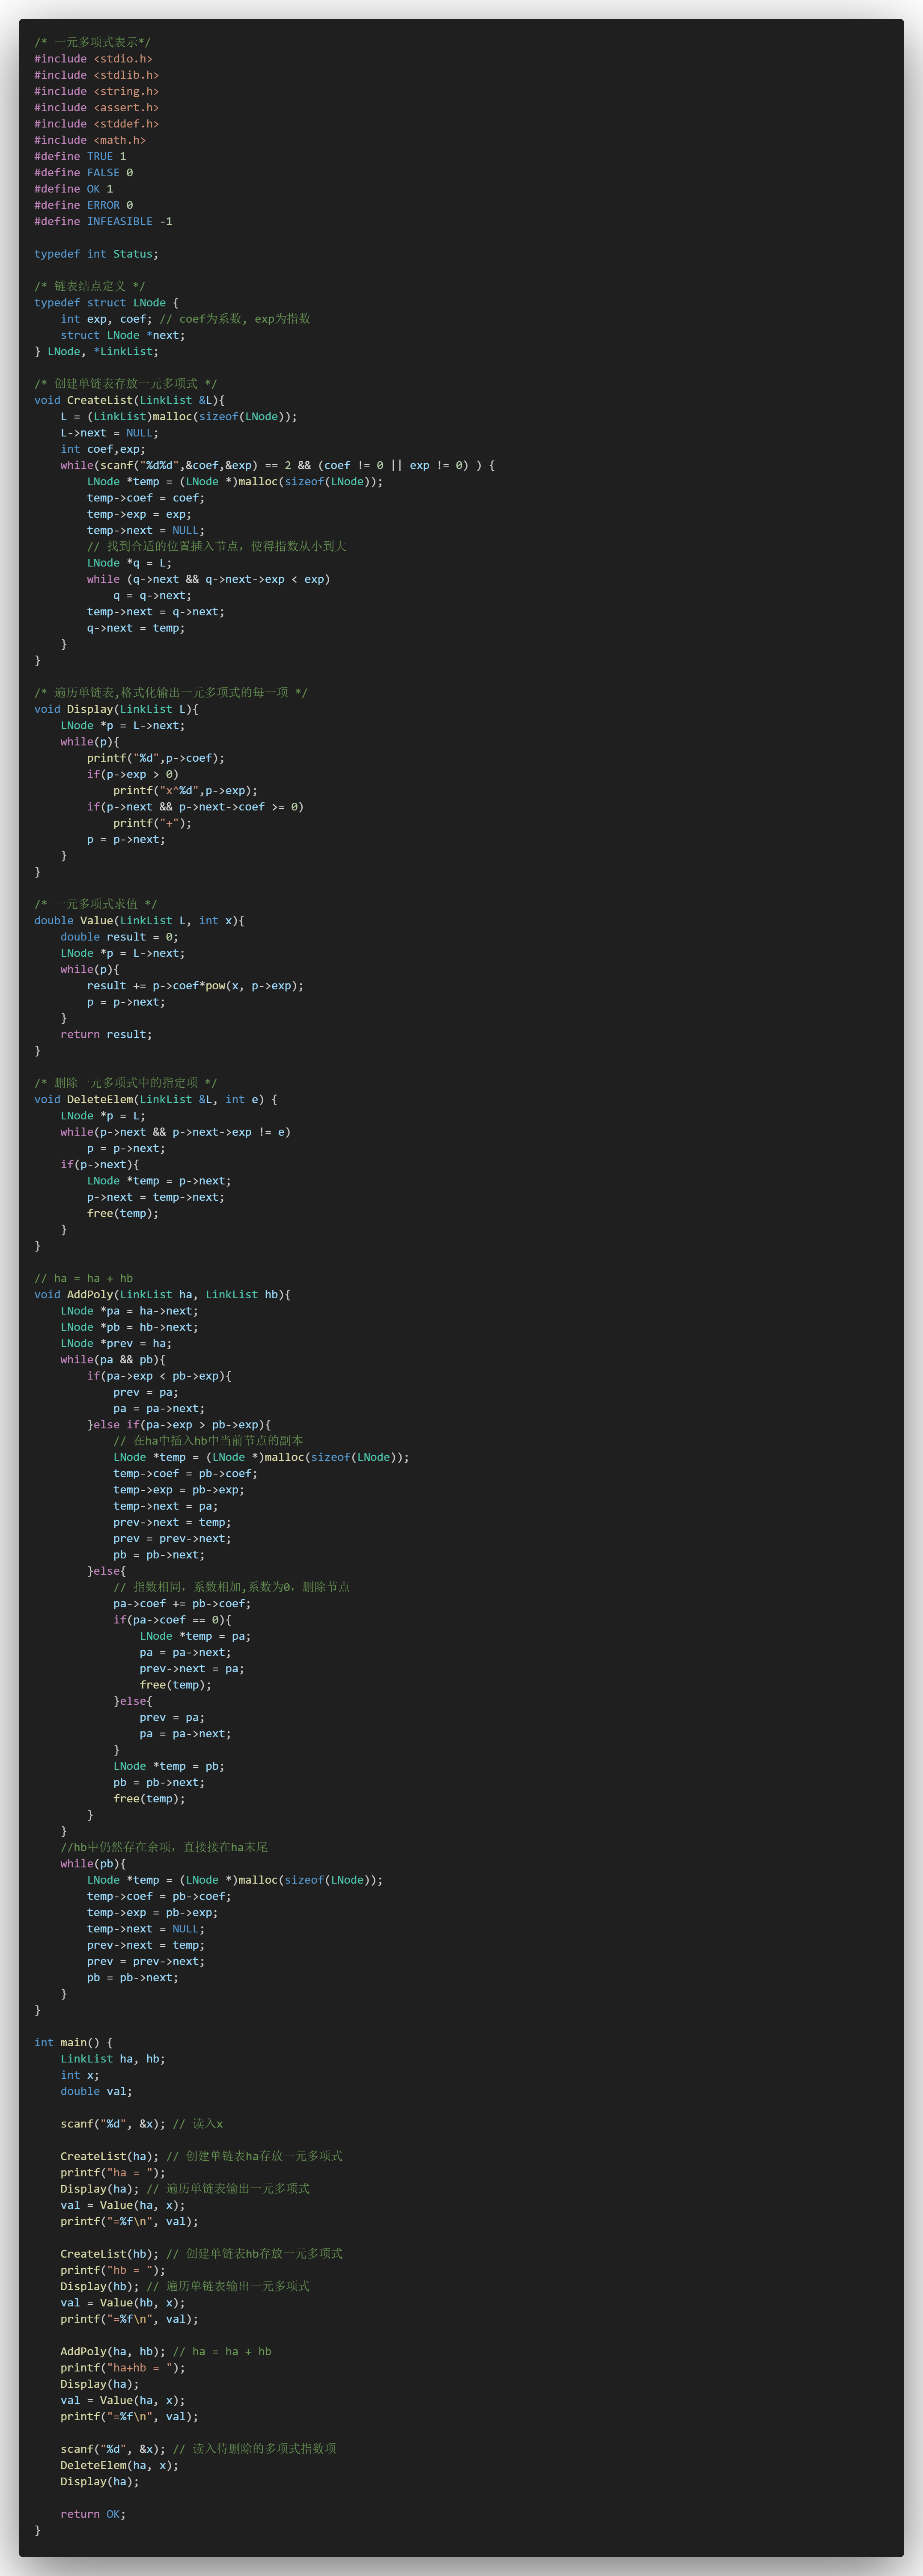 /* 一元多项式表示*/
#include <stdio.h>
#include <stdlib.h>
#include <string.h>
#include <assert.h>
#include <stddef.h>
#include <math.h>
#define TRUE 1
#define FALSE 0
#define OK 1
#define ERROR 0
#define INFEASIBLE -1

typedef int Status;

/* 链表结点定义 */
typedef struct LNode {
    int exp, coef; // coef为系数, exp为指数
    struct LNode *next;
} LNode, *LinkList;

/* 创建单链表存放一元多项式 */
void CreateList(LinkList &L){
    L = (LinkList)malloc(sizeof(LNode));
    L->next = NULL;
    int coef,exp;
    while(scanf("%d%d",&coef,&exp) == 2 && (coef != 0 || exp != 0) ) {
        LNode *temp = (LNode *)malloc(sizeof(LNode));
        temp->coef = coef;
        temp->exp = exp;
        temp->next = NULL;
        // 找到合适的位置插入节点，使得指数从小到大
        LNode *q = L;
        while (q->next && q->next->exp < exp)
            q = q->next;
        temp->next = q->next;
        q->next = temp;
    }
}

/* 遍历单链表,格式化输出一元多项式的每一项 */
void Display(LinkList L){
    LNode *p = L->next;
    while(p){
        printf("%d",p->coef);
        if(p->exp > 0)
            printf("x^%d",p->exp);
        if(p->next && p->next->coef >= 0)
            printf("+");
        p = p->next;
    }
}

/* 一元多项式求值 */
double Value(LinkList L, int x){
    double result = 0;
    LNode *p = L->next;
    while(p){
        result += p->coef*pow(x, p->exp);
        p = p->next;
    }
    return result;
}

/* 删除一元多项式中的指定项 */
void DeleteElem(LinkList &L, int e) {
    LNode *p = L;
    while(p->next && p->next->exp != e)
        p = p->next;
    if(p->next){
        LNode *temp = p->next;
        p->next = temp->next;
        free(temp);
    }
}

// ha = ha + hb
void AddPoly(LinkList ha, LinkList hb){
    LNode *pa = ha->next;
    LNode *pb = hb->next;
    LNode *prev = ha;
    while(pa && pb){
        if(pa->exp < pb->exp){
            prev = pa;
            pa = pa->next;
        }else if(pa->exp > pb->exp){
            // 在ha中插入hb中当前节点的副本
            LNode *temp = (LNode *)malloc(sizeof(LNode));
            temp->coef = pb->coef;
            temp->exp = pb->exp;
            temp->next = pa;
            prev->next = temp;
            prev = prev->next;
            pb = pb->next;
        }else{
            // 指数相同，系数相加,系数为0，删除节点
            pa->coef += pb->coef;
            if(pa->coef == 0){
                LNode *temp = pa;
                pa = pa->next;
                prev->next = pa;
                free(temp);
            }else{
                prev = pa;
                pa = pa->next;
            }
            LNode *temp = pb;
            pb = pb->next;
            free(temp);
        }
    }
    //hb中仍然存在余项，直接接在ha末尾
    while(pb){
        LNode *temp = (LNode *)malloc(sizeof(LNode));
        temp->coef = pb->coef;
        temp->exp = pb->exp;
        temp->next = NULL;
        prev->next = temp;
        prev = prev->next;
        pb = pb->next;
    }
}

int main() {
    LinkList ha, hb;
    int x;
    double val;

    scanf("%d", &x); // 读入x

    CreateList(ha); // 创建单链表ha存放一元多项式
    printf("ha = ");
    Display(ha); // 遍历单链表输出一元多项式
    val = Value(ha, x);
    printf("=%f\n", val);

    CreateList(hb); // 创建单链表hb存放一元多项式
    printf("hb = ");
    Display(hb); // 遍历单链表输出一元多项式
    val = Value(hb, x);
    printf("=%f\n", val);

    AddPoly(ha, hb); // ha = ha + hb
    printf("ha+hb = ");
    Display(ha);
    val = Value(ha, x);
    printf("=%f\n", val);

    scanf("%d", &x); // 读入待删除的多项式指数项
    DeleteElem(ha, x);
    Display(ha);

    return OK;
}